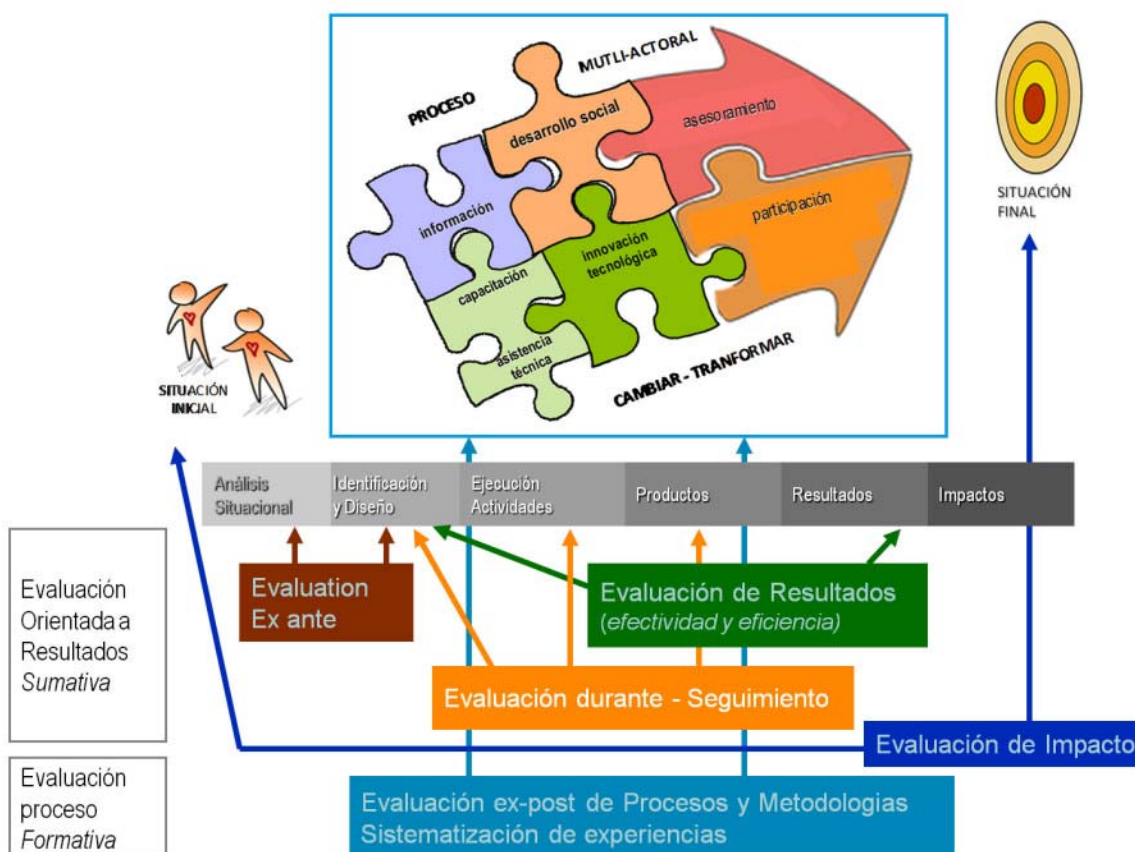 MUTLI-ACTORAL
PROCESO
desarrollo social
asesoramiento
información
participación
innovación
tecnológica
capacitación
asistencia
técnica
CAMBIAR - TRANFORMAR
SITUACIÓN
FINAL
SITUACIÓN
INICIAL
Análisis
Situacional
Identificación
y Diseño
Ejecución
Actividades
Productos
Resultados
Impactos
Evaluación
Orientada a
Resultados
Sumativa
Evaluation
Ex ante
Evaluación de Resultados
(efectividad y eficiencia)
Evaluación durante - Seguimiento
Evaluación de Impacto
Evaluación
proceso
Formativa
Evaluación ex-post de Procesos y Metodologias
Sistematización de experiencias